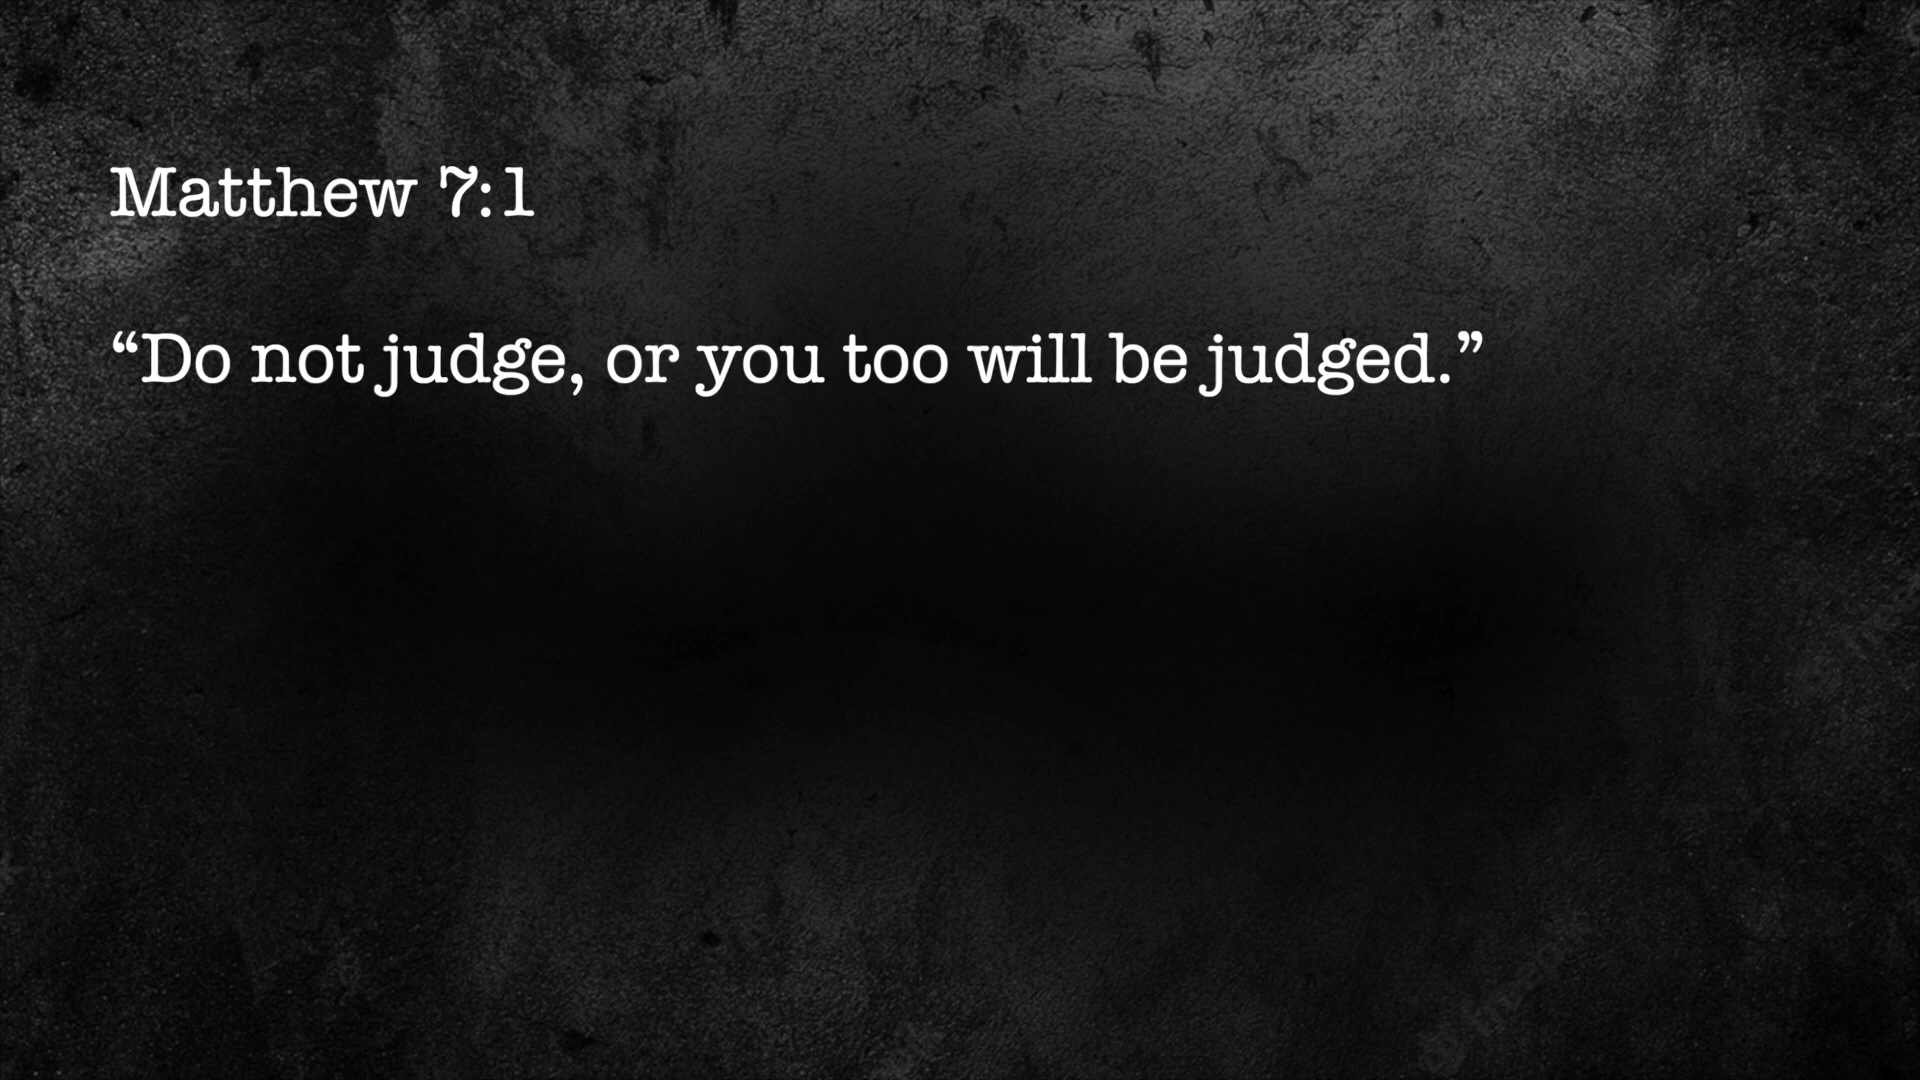 Matthew 7:1
“Do not judge, or you too will be judged.”